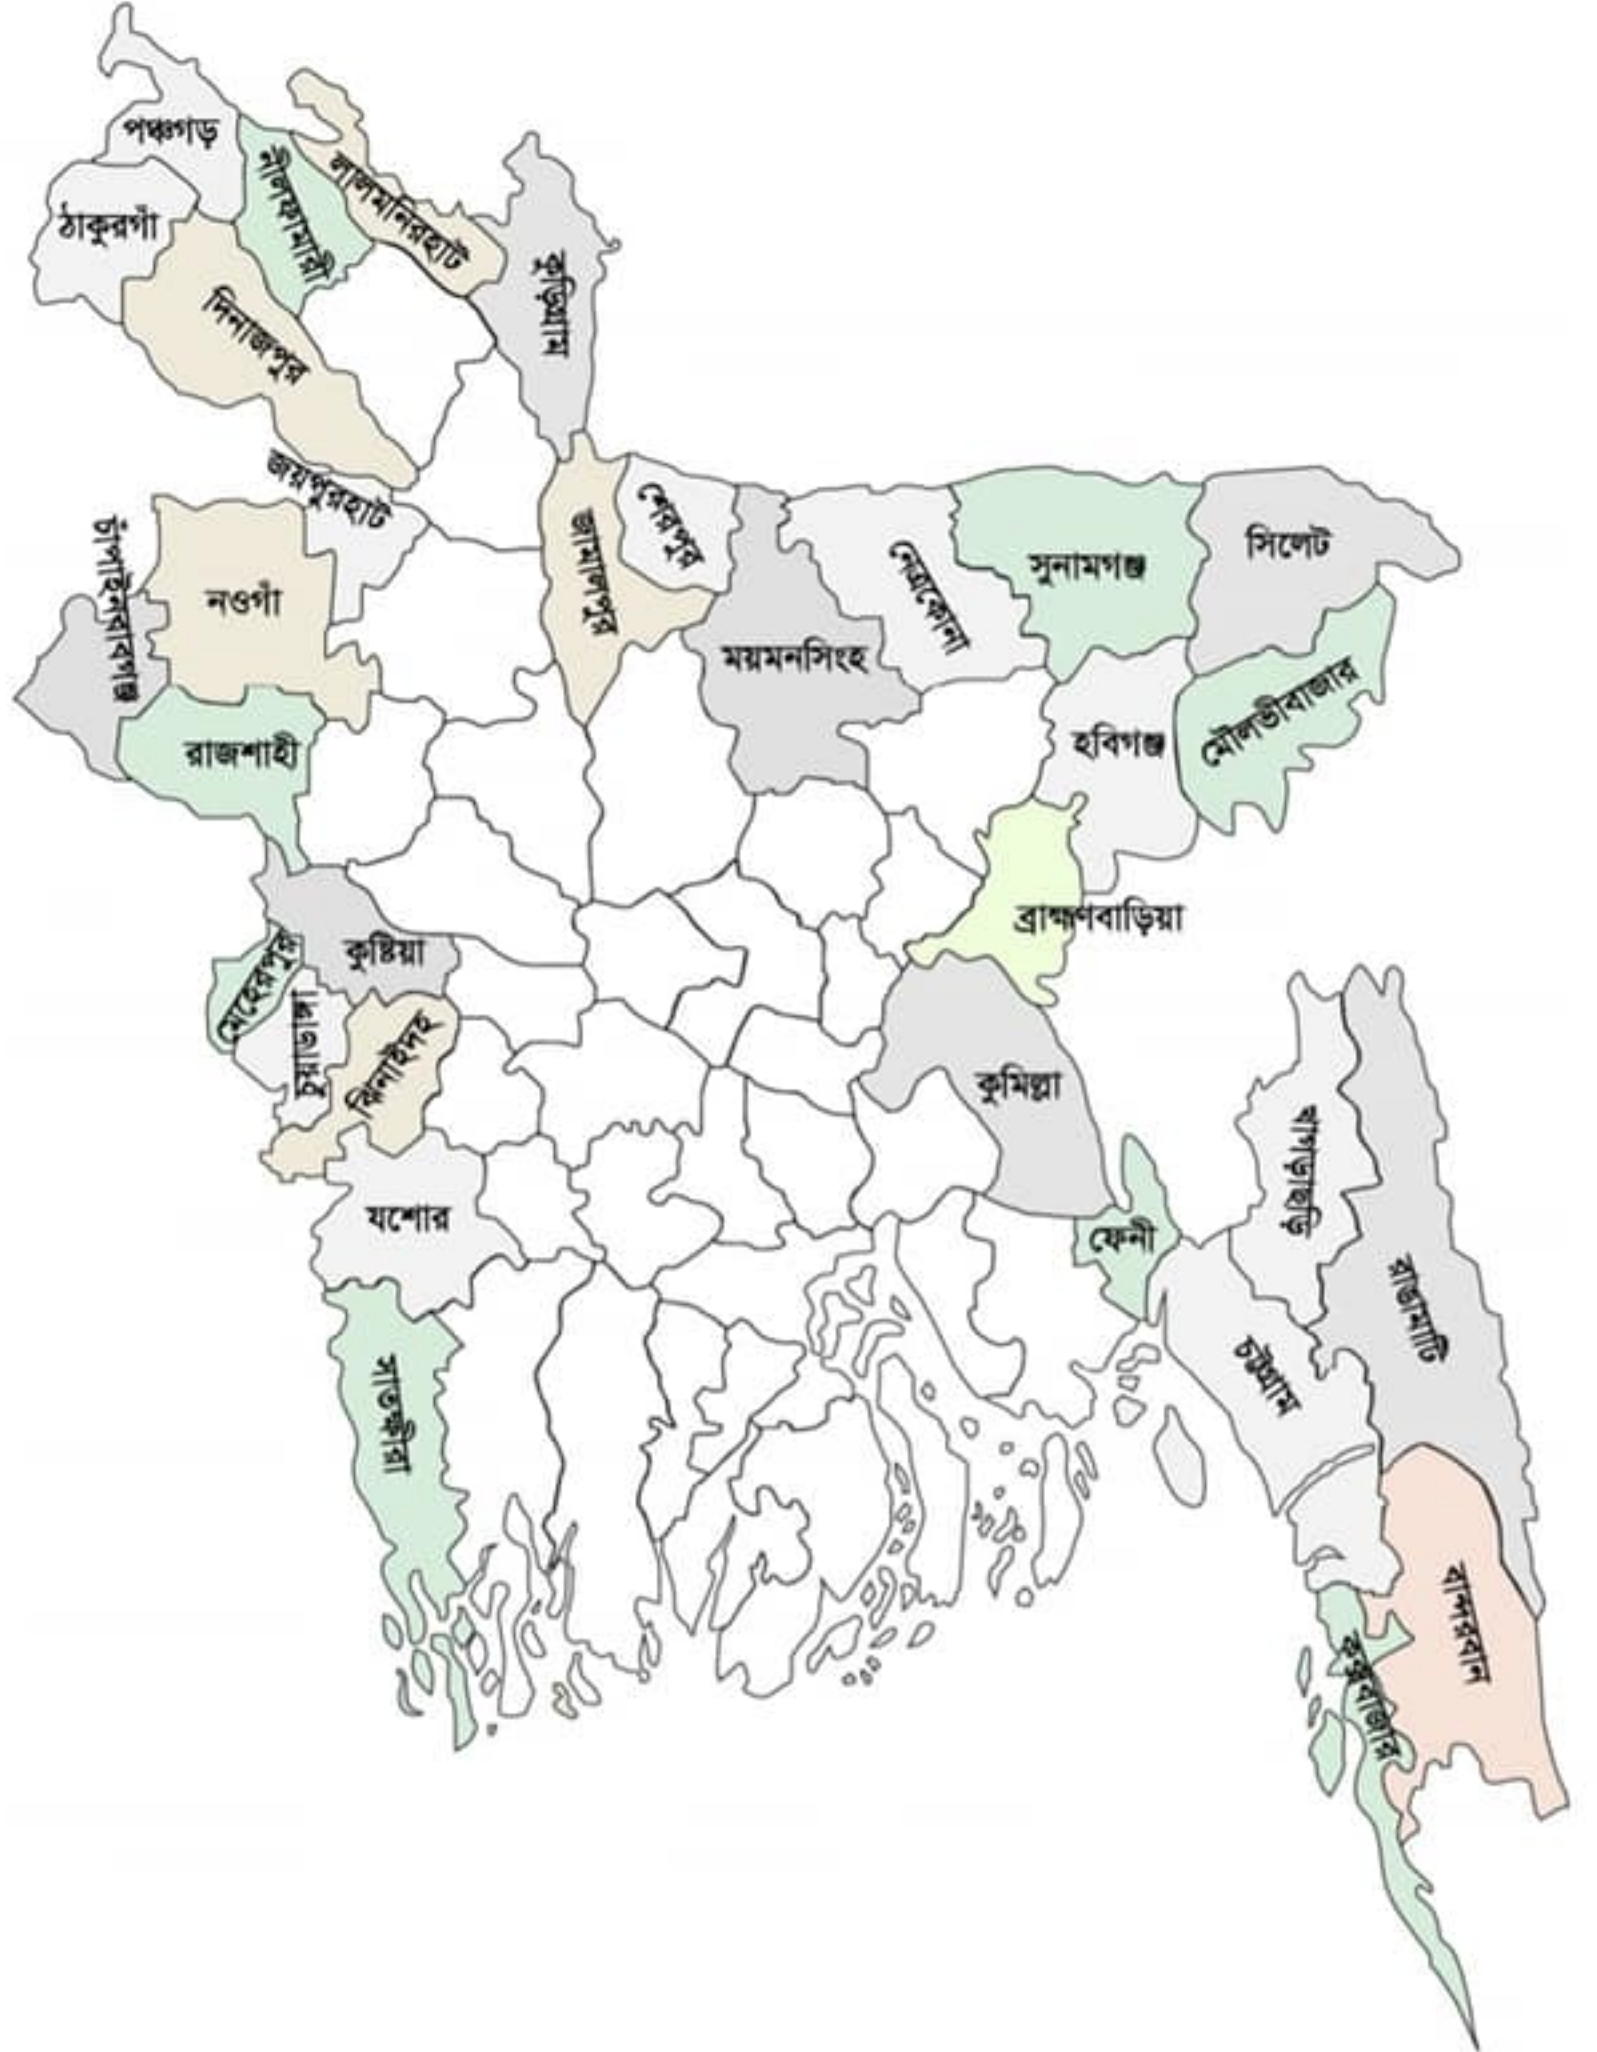 পঞ্চগড়
ঠাকুরগাঁ
নীলফামারী
লালমনিরহাট
কুড়িগ্রাম
দিনাজপুর
জয়পুরহাট
চাঁপাইনবাবগঞ্জ
নওগাঁ
রাজশাহী
জামালপুর
শেরপুর
ময়মনসিংহ
নেত্রকোনা
সুনামগঞ্জ
সিলেট
হবিগঞ্জ
মৌলভীবাজার
ব্রাহ্মণবাড়িয়া
কুষ্টিয়া
মেহেরপুর
চুয়াডাঙ্গা
ঝিনাইদহ
যশোর
সাতক্ষীরা
কুমিল্লা
ফেনী
খাগড়াছড়ি
রাঙামাটি
চট্টগ্রাম
বান্দরবান
কক্সবাজার